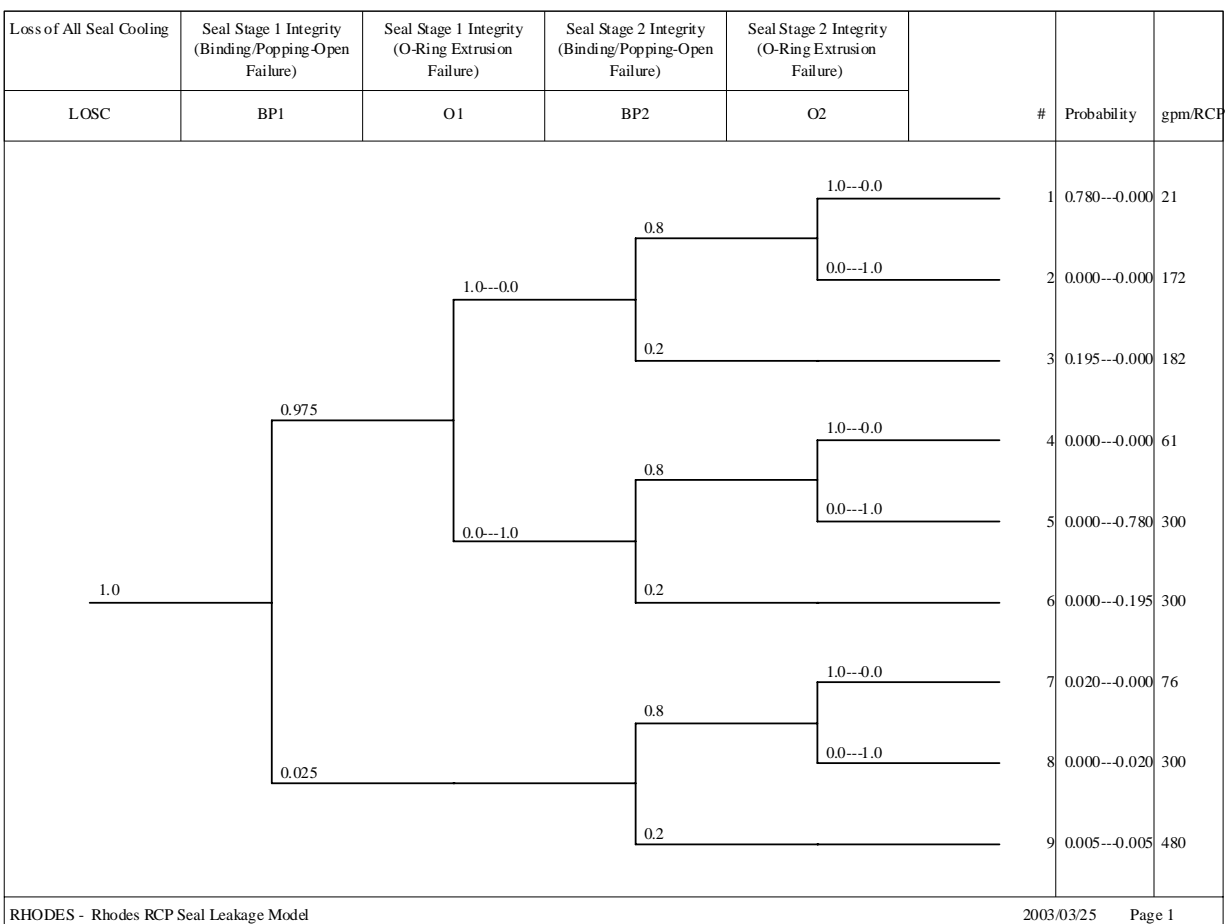 Loss of All Seal Cooling
Seal Stage 1 Integrity
(Binding/Popping-Open
Failure)
Seal Stage 1 Integrity
(O-Ring Extrusion
Failure)
Seal Stage 2 Integrity
(Binding/Popping-Open
Failure)
Seal Stage 2 Integrity
(O-Ring Extrusion
Failure)
LOSC BP1 O1 BP2 O2 # Probability gpm/RCP
1.0---0.0
1 0.780---0.000 21
0.8
0.0---1.0
2 0.000---0.000 172
1.0---0.0
0.2
3 0.195---0.000 182
0.975
1.0---0.0
4 0.000---0.000 61
0.8
0.0---1.0
5 0.000---0.780 300
0.0---1.0
1.0
0.2
6 0.000---0.195 300
1.0---0.0
7 0.020---0.000 76
0.8
0.0---1.0
8 0.000---0.020 300
0.025
0.2
9 0.005---0.005 480
RHODES - Rhodes RCP Seal Leakage Model 2003/03/25 Page 1